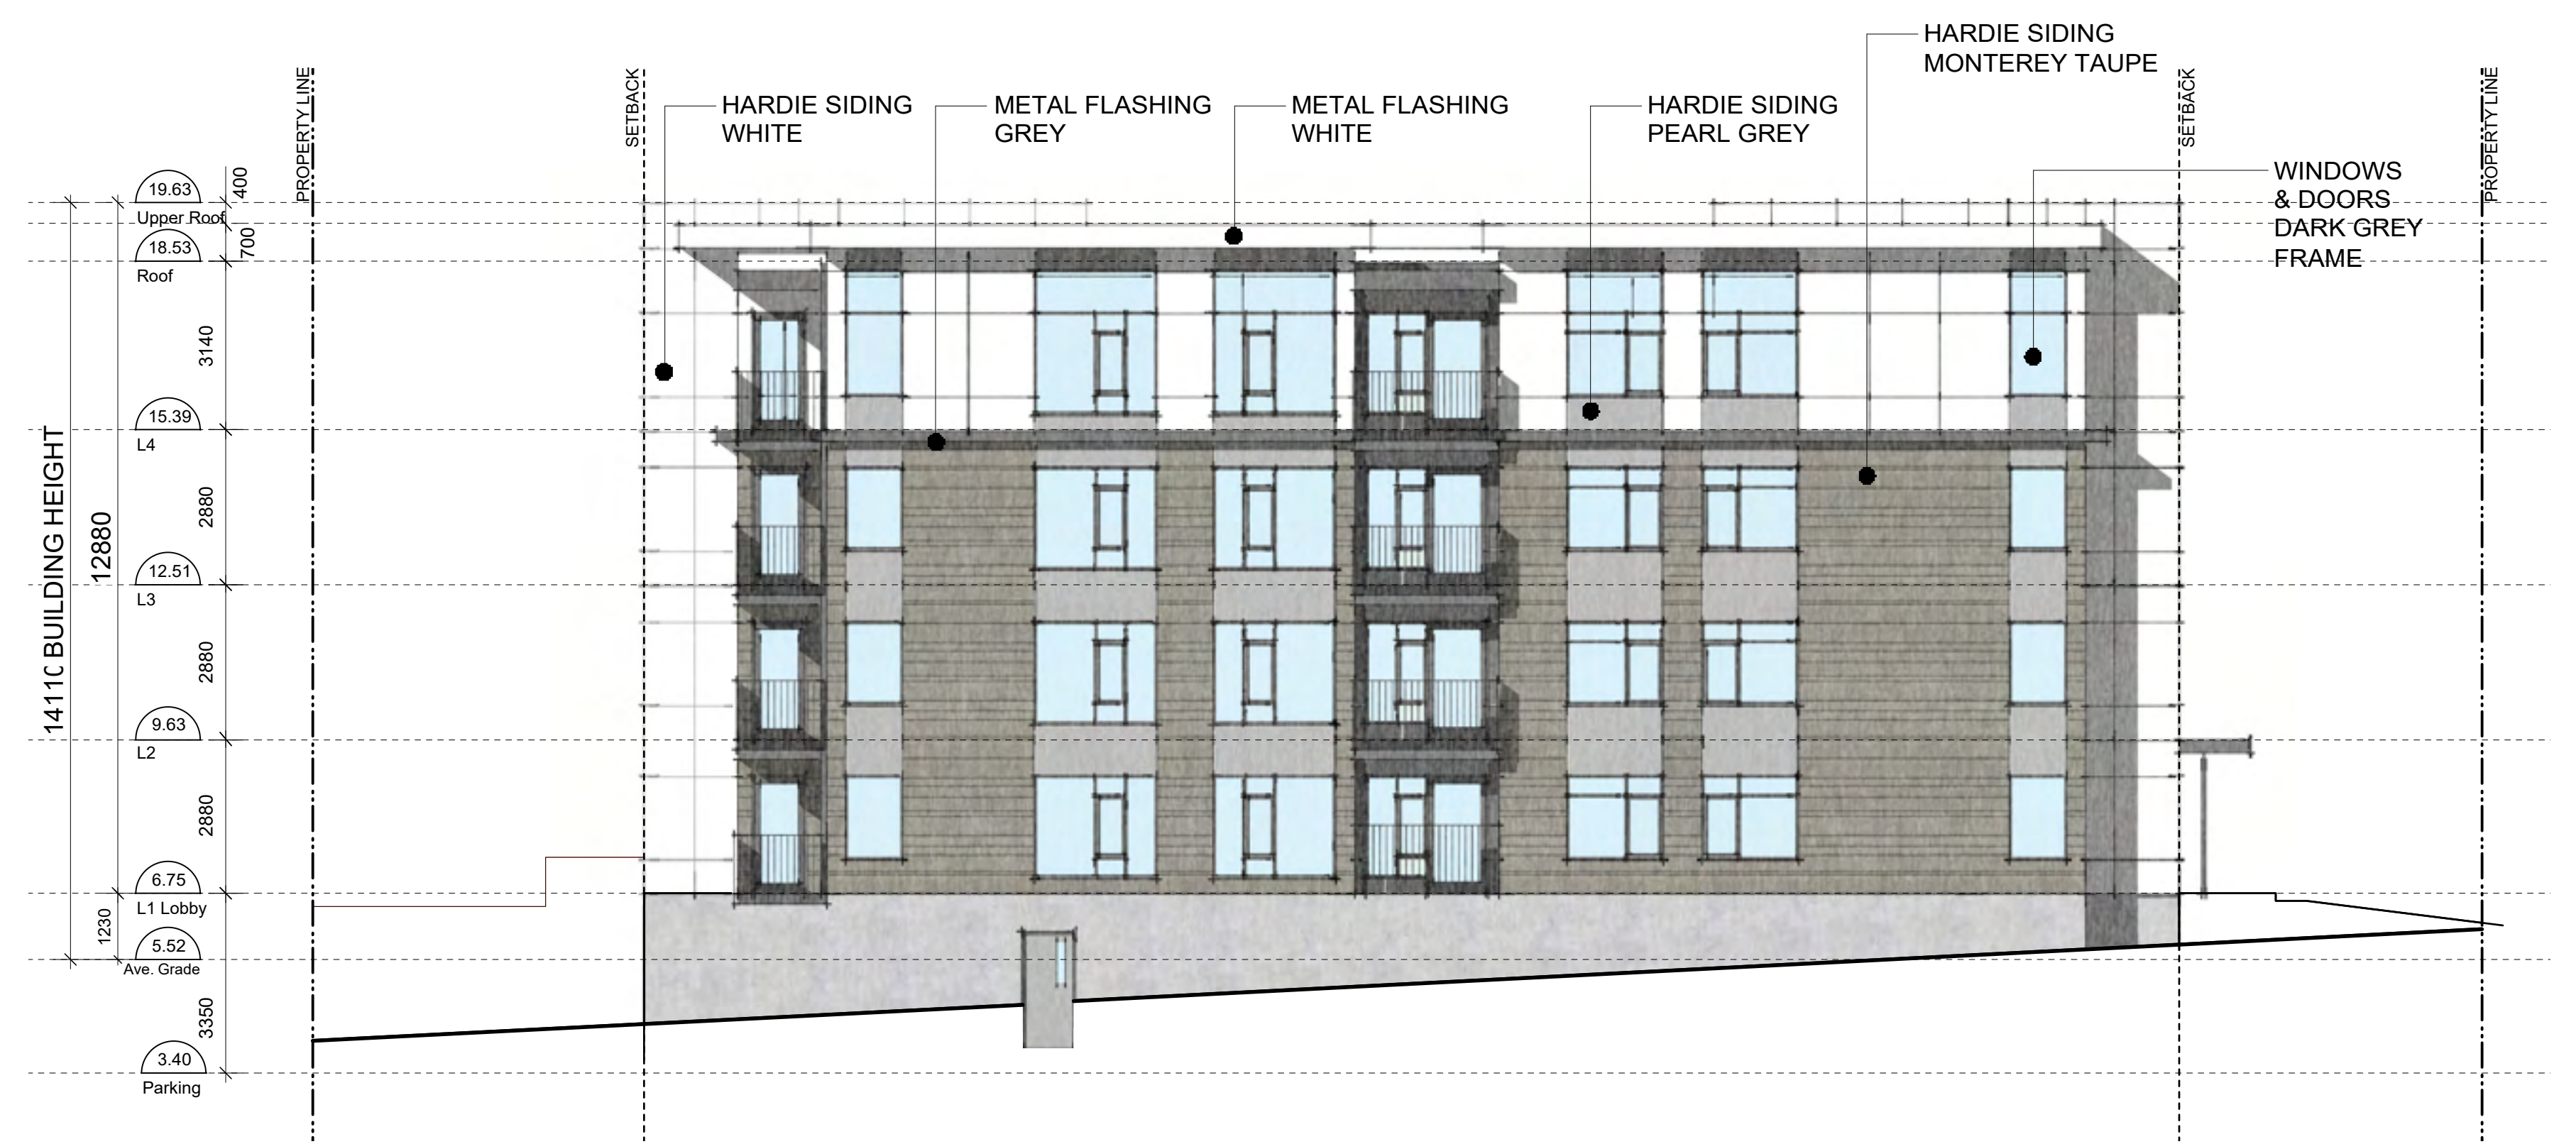 HARDIE SIDING
MONTEREY TAUPE
PROPERTY LINE
SETBACK
HARDIE SIDING
WHITE
METAL FLASHING
GREY
METAL FLASHING
WHITE
HARDIE SIDING
PEARL GREY
SETBACK
PROPERTY LINE
WINDOWS
& DOORS
DARK GREY
FRAME
19.63
Upper Roof
400
18.53
Roof
700
3140
15.39
L4
2880
12.51
L3
2880
9.63
L2
2880
6.75
L1 Lobby
5.52
Ave. Grade
3350
3.40
Parking
14110 BUILDING HEIGHT
12880
1230